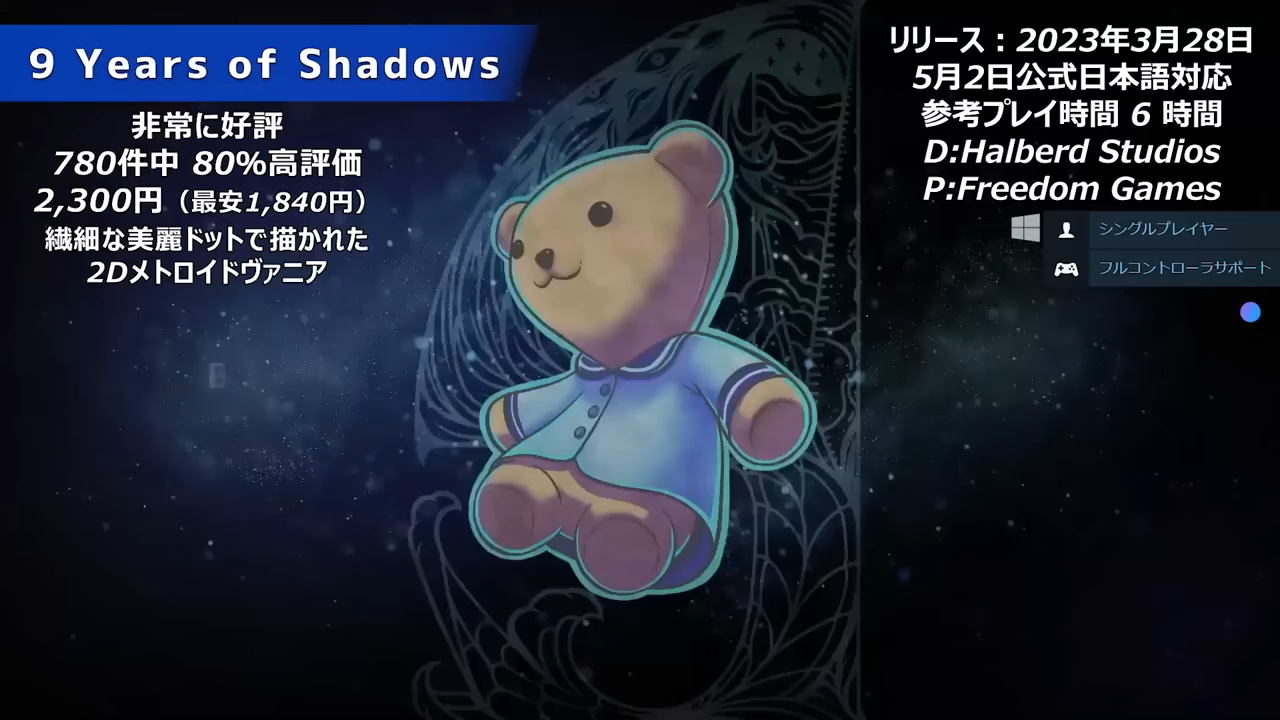 9 Years of Shadows
非常に好評
780件中 80%高評価
2,300円（最安1,840円）
繊細な美麗ドットで描かれた
2Dメトロイドヴァニア
リリース：2023年3月28日
5月2日公式日本語対応
参考プレイ時間 6 時間
D:Halberd Studios
P:Freedom Games
シングルプレイヤー
フルコントローラサポート
B